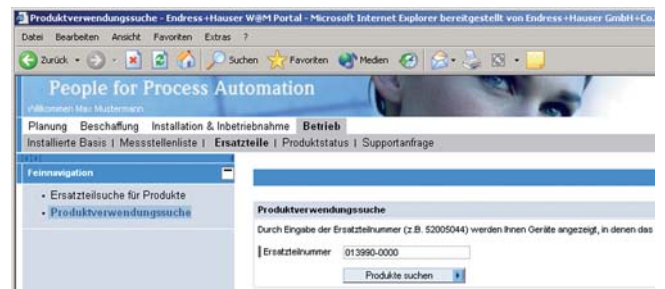 Produktverwendungssuche - Endress+Hauser W@M Portal - Microsoft Internet Explorer bereitgestellt von Endress+Hauser GmbH+Co.
Datei Bearbeiten Ansicht Favoriten Extras ?
Zurück Suchen Favoriten Medien
People for Process Automation
Willkommen Max Mustermann
Planung Beschaffung Installation & Inbetriebnahme Betrieb
Installierte Basis | Messstellenliste | Ersatzteile | Produktstatus | Supportanfrage
Feinnavigation
• Ersatzteilsuche für Produkte
• Produktverwendungssuche
Produktverwendungssuche
Durch Eingabe der Ersatzteilnummer (z.B. 52005044) werden Ihnen Geräte angezeigt, in denen das
Ersatzteilnummer 013990-0000
Produkte suchen